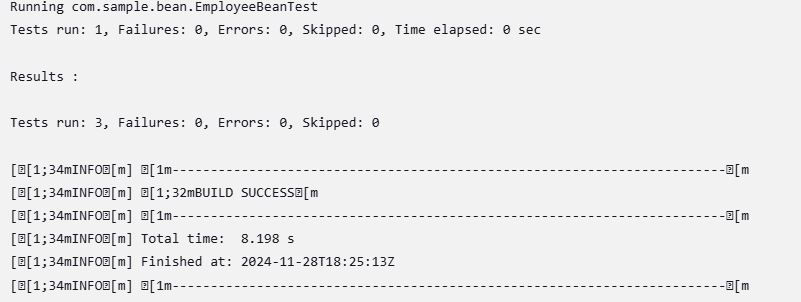 Running com.sample.bean.EmployeeBeanTest
Tests run: 1, Failures: 0, Errors: 0, Skipped: 0, Time elapsed: 0 sec
Results :
Tests run: 3, Failures: 0, Errors: 0, Skipped: 0
[␛[1;34mINFO␛[m] ␛[1m------------------------------------------------------------------------␛[m
[␛[1;34mINFO␛[m] ␛[1;32mBUILD SUCCESS␛[m
[␛[1;34mINFO␛[m] ␛[1m------------------------------------------------------------------------␛[m
[␛[1;34mINFO␛[m] Total time:  8.198 s
[␛[1;34mINFO␛[m] Finished at: 2024-11-28T18:25:13Z
[␛[1;34mINFO␛[m] ␛[1m------------------------------------------------------------------------␛[m